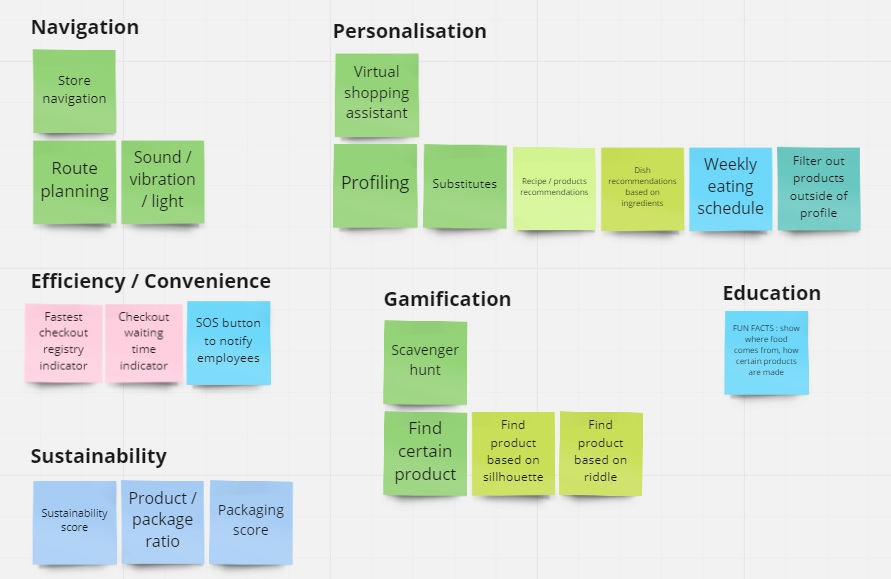 Navigation
Store
navigation
Route
planning
Sound /
vibration
/ light
Personalisation
Virtual
shopping
assistant
Profiling
Substitutes
Recipe / products
recommendations
Dish
recommendations
based on
ingredients
Weekly
eating
schedule
Filter out
products
outside of
profile
Efficiency / Convenience
Fastest
checkout
registry
indicator
Checkout
waiting
time
indicator
SOS button
to notify
employees
Gamification
Scavenger
hunt
Find
certain
product
Find
product
based on
sillhouette
Find
product
based on
riddle
Education
FUN FACTS : show
where food
comes from, how
certain products
are made
Sustainability
Sustainability
score
Product /
package
ratio
Packaging
score